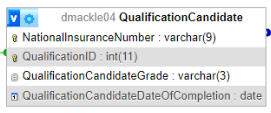 v dmackle04 QualificationCandidate
NationalInsuranceNumber : varchar(9)
QualificationID : int(11)
QualificationCandidateGrade : varchar(3)
QualificationCandidateDateOfCompletion : date